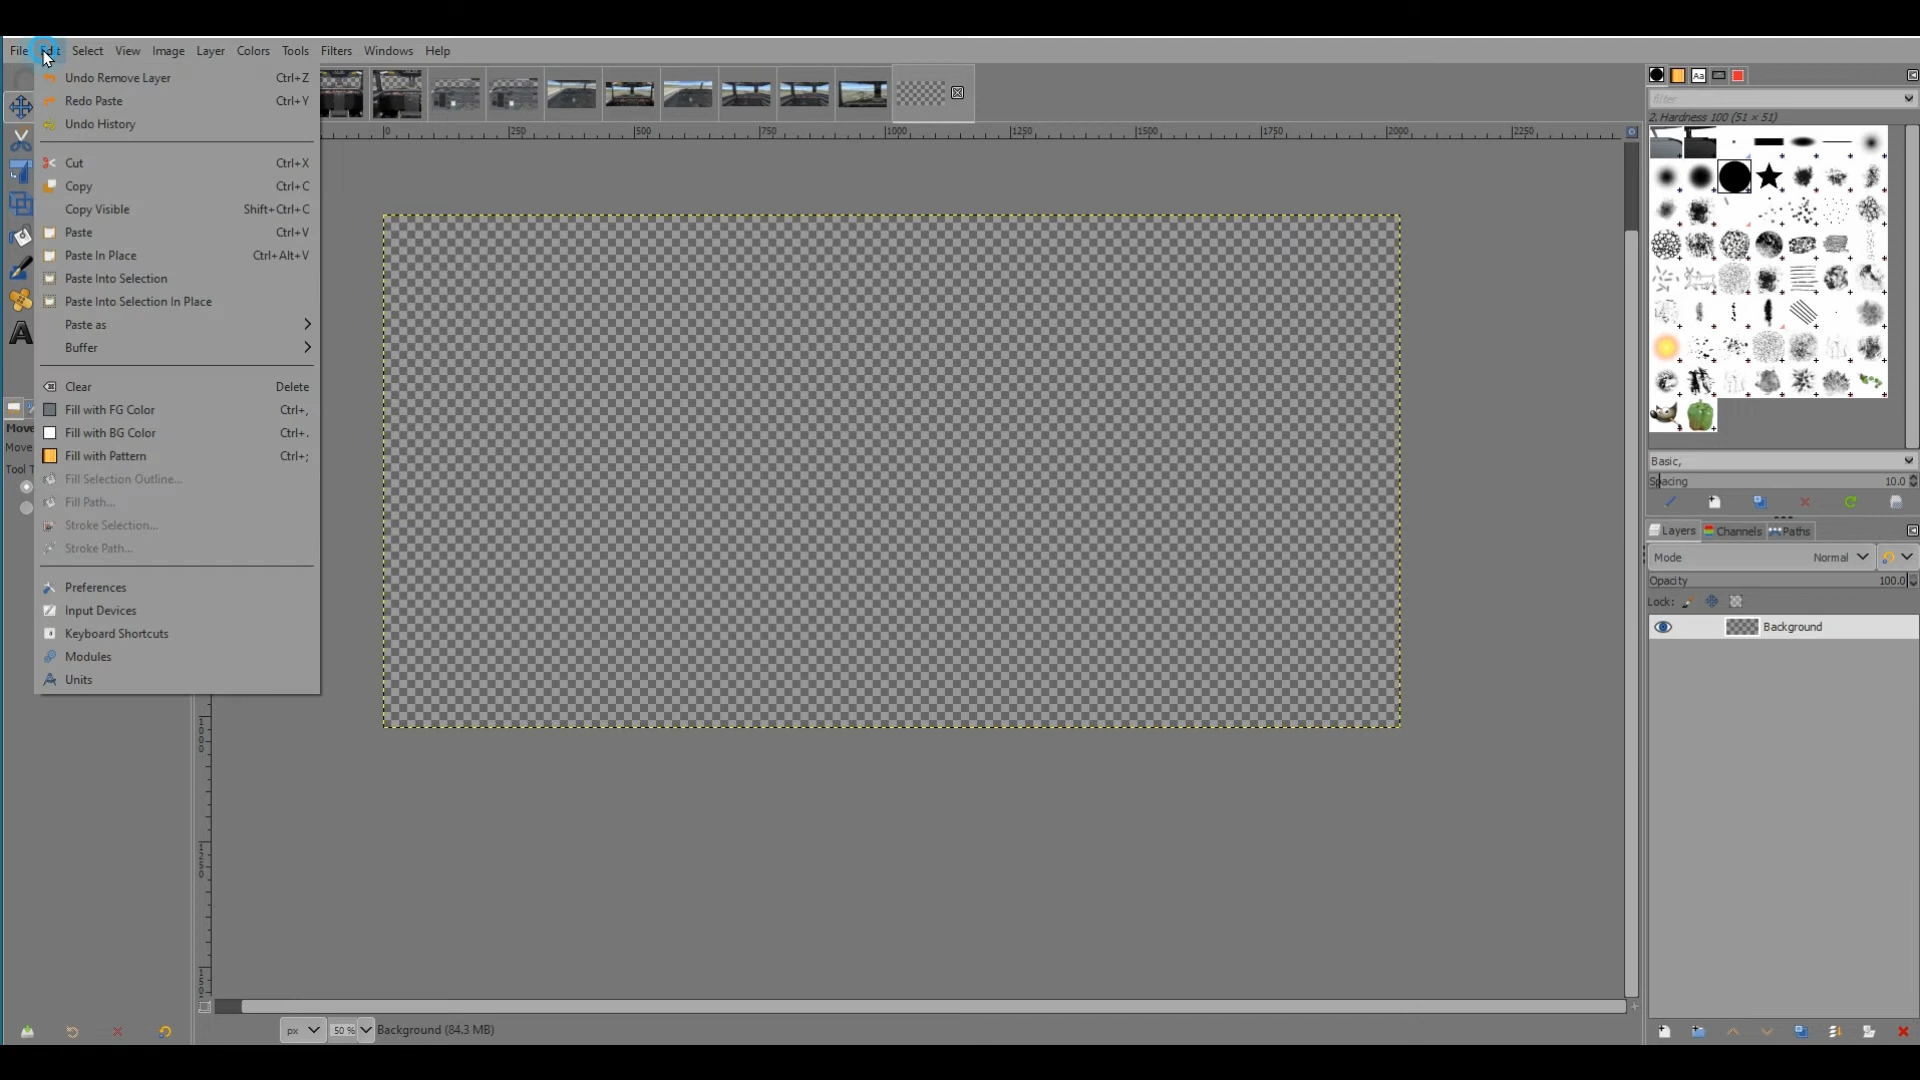 File Edit Select View Image Layer Colors Tools Filters Windows Help
Undo Remove Layer Ctrl+Z
Redo Paste Ctrl+Y
Undo History
Cut Ctrl+X
Copy Ctrl+C
Copy Visible Shift+Ctrl+C
Paste Ctrl+V
Paste In Place Ctrl+Alt+V
Paste Into Selection
Paste Into Selection In Place
Paste as
Buffer
Clear Delete
Fill with FG Color Ctrl+,
Fill with BG Color Ctrl+.
Fill with Pattern Ctrl+;
Fill Selection Outline...
Fill Path...
Stroke Selection...
Stroke Path...
Preferences
Input Devices
Keyboard Shortcuts
Modules
Units
Move
Move
Tool T
0 250 500 750 1000 1250 1500 1750 2000 2250
1000
1250
px 50 % Background (84.3 MB)
filter
2. Hardness 100 (51 × 51)
Basic,
Spacing 10.0
Layers Channels Paths
Mode Normal
Opacity 100.0
Lock:
Background